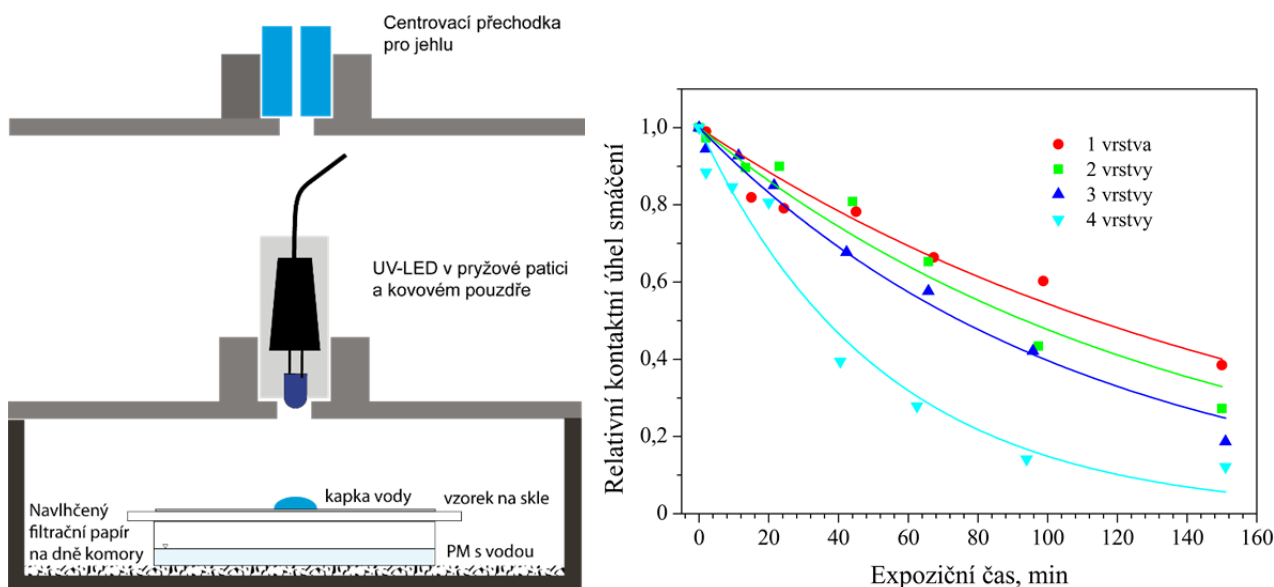 Centrovací přechodka
pro jehlu
UV-LED v pryžové patici
a kovovém pouzdře
kapka vody
vzorek na skle
Navlhčený
filtrační papír
na dně komory
PM s vodou
Relativní kontaktní úhel smáčení
1,0
0,8
0,6
0,4
0,2
0
1 vrstva
2 vrstvy
3 vrstvy
4 vrstvy
0 20 40 60 80 100 120 140 160
Expoziční čas, min